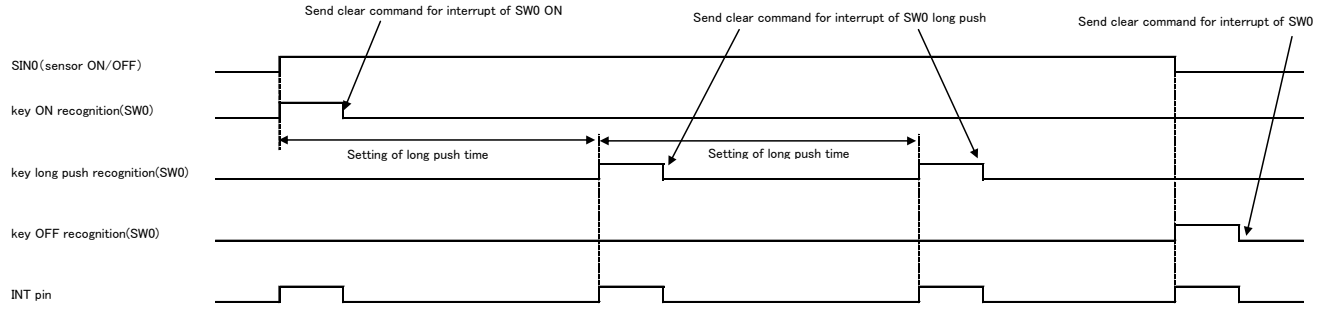 Send clear command for interrupt of SW0 ON
Send clear command for interrupt of SW0 long push
Send clear command for interrupt of SW0
SIN0(sensor ON/OFF)
key ON recognition(SW0)
Setting of long push time
Setting of long push time
key long push recognition(SW0)
key OFF recognition(SW0)
INT pin